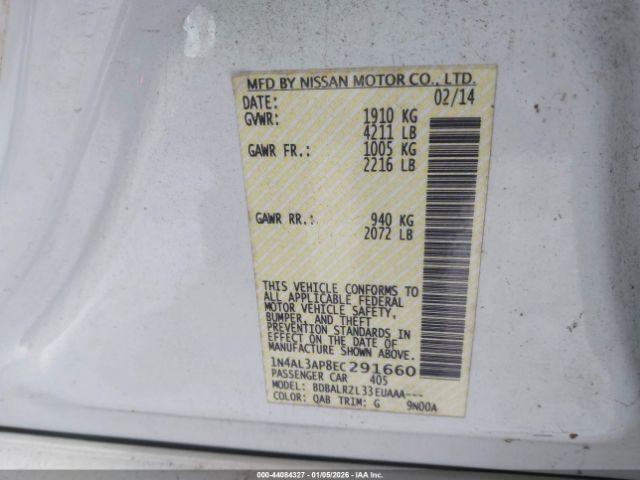 MFD BY NISSAN MOTOR CO., LTD.
DATE: 02/14
GVWR: 1910 KG
4211 LB
GAWR FR.: 1005 KG
2216 LB
GAWR RR.: 940 KG
2072 LB
THIS VEHICLE CONFORMS TO
ALL APPLICABLE FEDERAL
MOTOR VEHICLE SAFETY,
BUMPER, AND THEFT
PREVENTION STANDARDS IN
EFFECT ON THE DATE OF
MANUFACTURE SHOWN ABOVE.
1N4AL3AP8EC291660
PASSENGER CAR 405
MODEL: BDBALRZL33EUAAA---
COLOR: QAB TRIM: G 9N00A
000-44084327 - 01/05/2026 - IAAI, Inc.